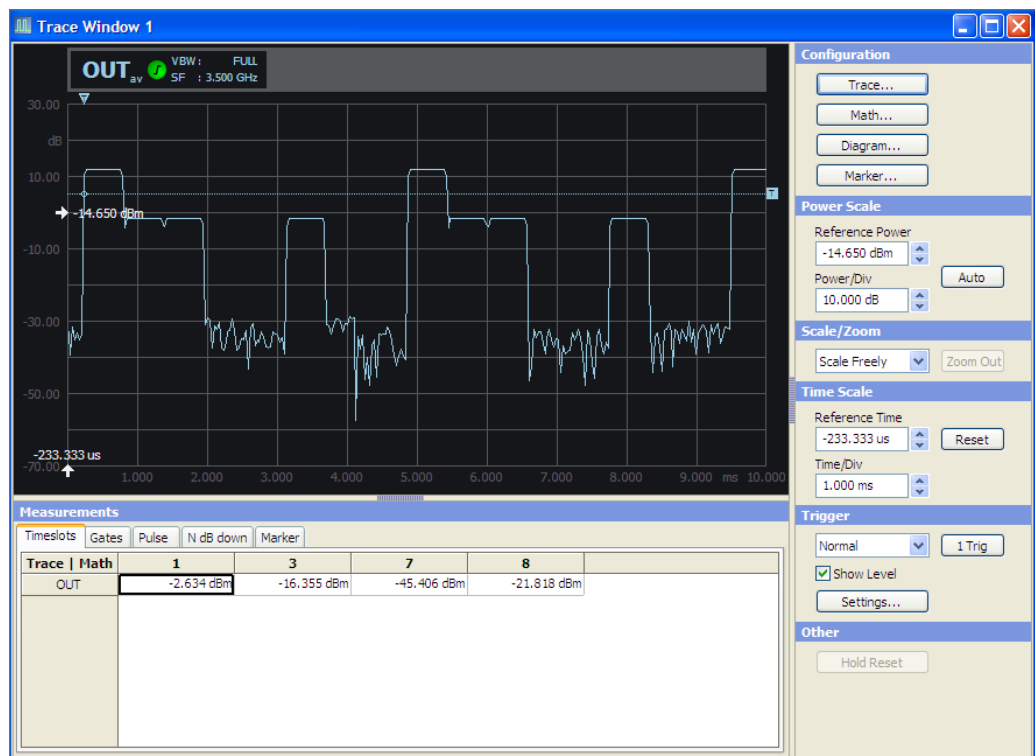 Trace Window 1
OUT av VBW: FULL
SF : 3.500 GHz
30.00
dB
10.00
-14.650 dBm
T
-10.00
-30.00
-50.00
-233.333 us
-70.00
1.000 2.000 3.000 4.000 5.000 6.000 7.000 8.000 9.000 ms 10.000
Configuration
Trace...
Math...
Diagram...
Marker...
Power Scale
Reference Power
-14.650 dBm
Power/Div
10.000 dB
Auto
Scale/Zoom
Scale Freely
Zoom Out
Time Scale
Reference Time
-233.333 us
Reset
Time/Div
1.000 ms
Trigger
Normal
1 Trig
Show Level
Settings...
Other
Hold Reset
Measurements
Timeslots Gates Pulse N dB down Marker
Trace | Math 1 3 7 8
OUT -2.634 dBm -16.355 dBm -45.406 dBm -21.818 dBm